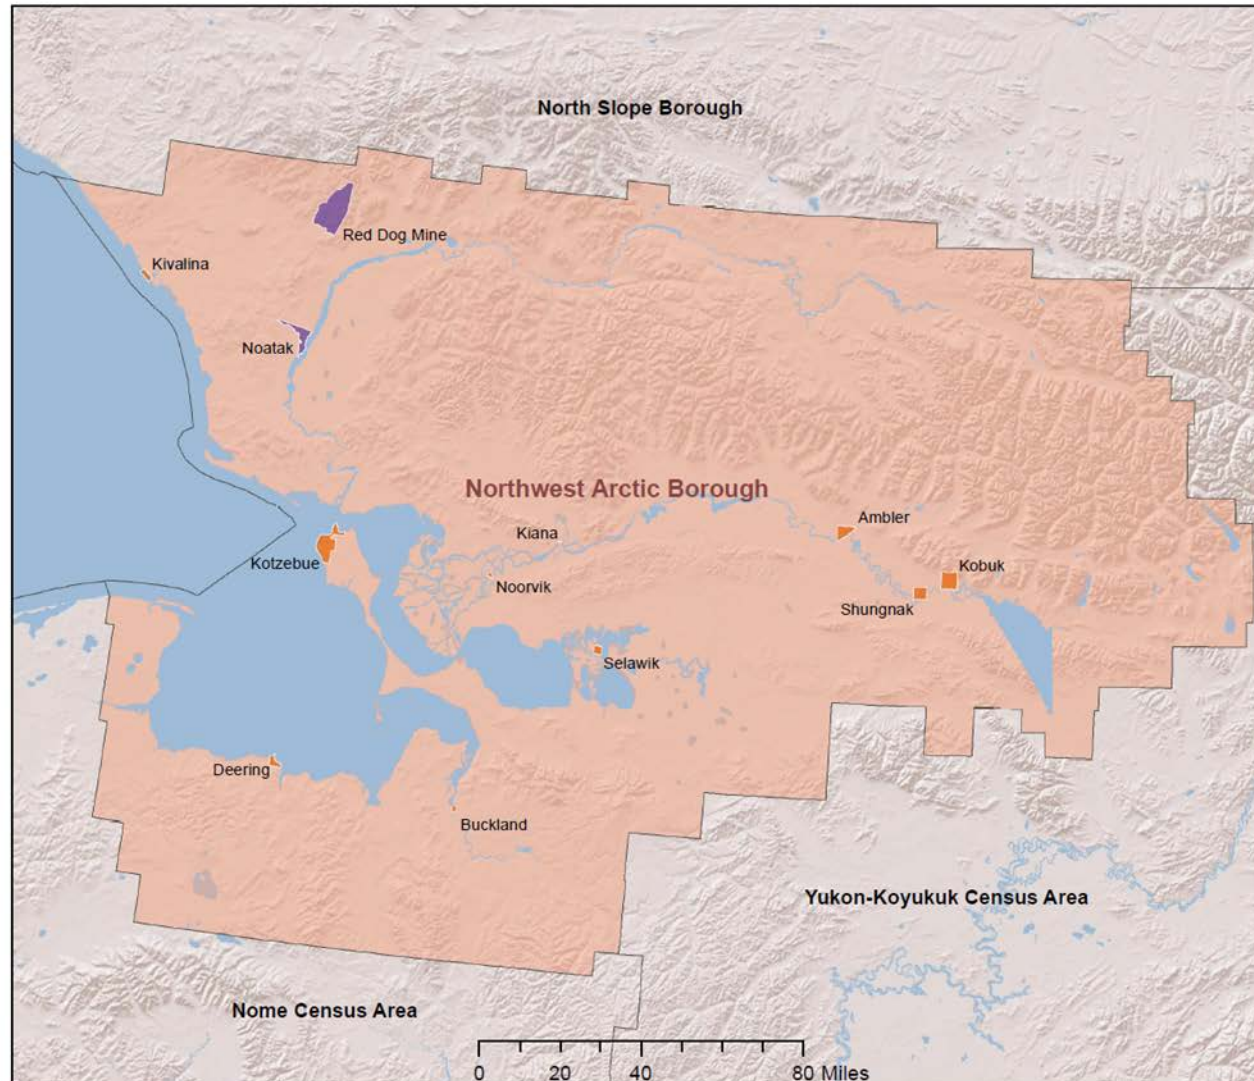 North Slope Borough
Red Dog Mine
Kivalina
Noatak
Northwest Arctic Borough
Ambler
Kiana
Kotzebue
Kobuk
Noorvik
Shungnak
Selawik
Deering
Buckland
Yukon-Koyukuk Census Area
Nome Census Area
0 20 40 80 Miles